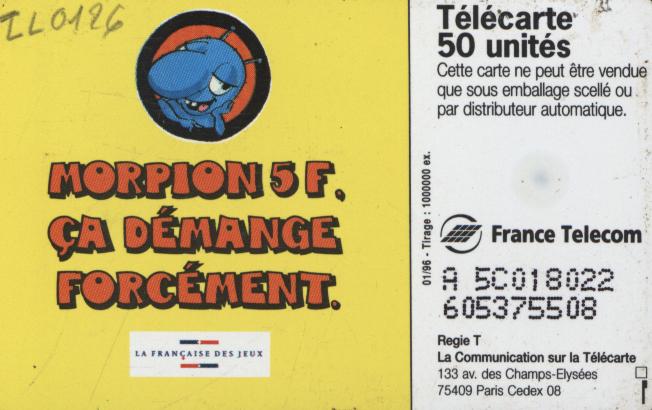 ILO126
MORPION 5 F.
ÇA DÉMANGE
FORCÉMENT.
LA FRANÇAISE DES JEUX
Télécarte
50 unités
Cette carte ne peut être vendue
que sous emballage scellé ou
par distributeur automatique.
01/96 - Tirage : 1000000 ex.
France Telecom
A 5C018022
605375508
Regie T
La Communication sur la Télécarte
133 av. des Champs-Elysées
75409 Paris Cedex 08